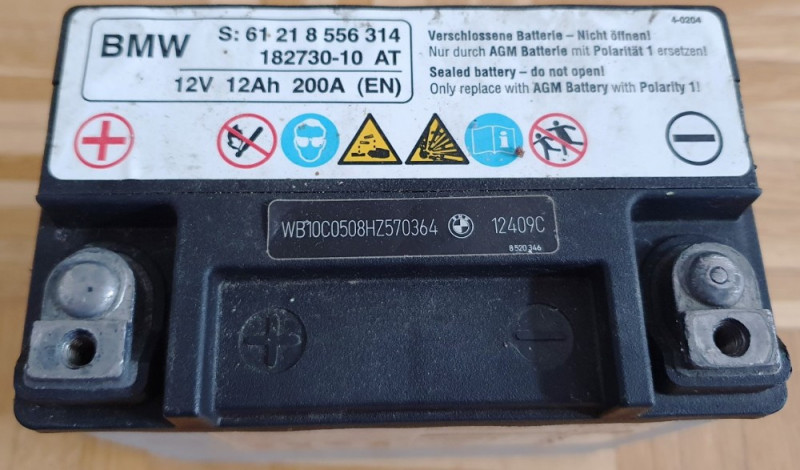 BMW
S: 61 21 8 556 314
182730-10 AT
12V 12Ah 200A (EN)
4-0204
Verschlossene Batterie – Nicht öffnen!
Nur durch AGM Batterie mit Polarität 1 ersetzen!
Sealed battery – do not open!
Only replace with AGM Battery with Polarity 1!
WB10C0508HZ570364 12409C
8 520 346